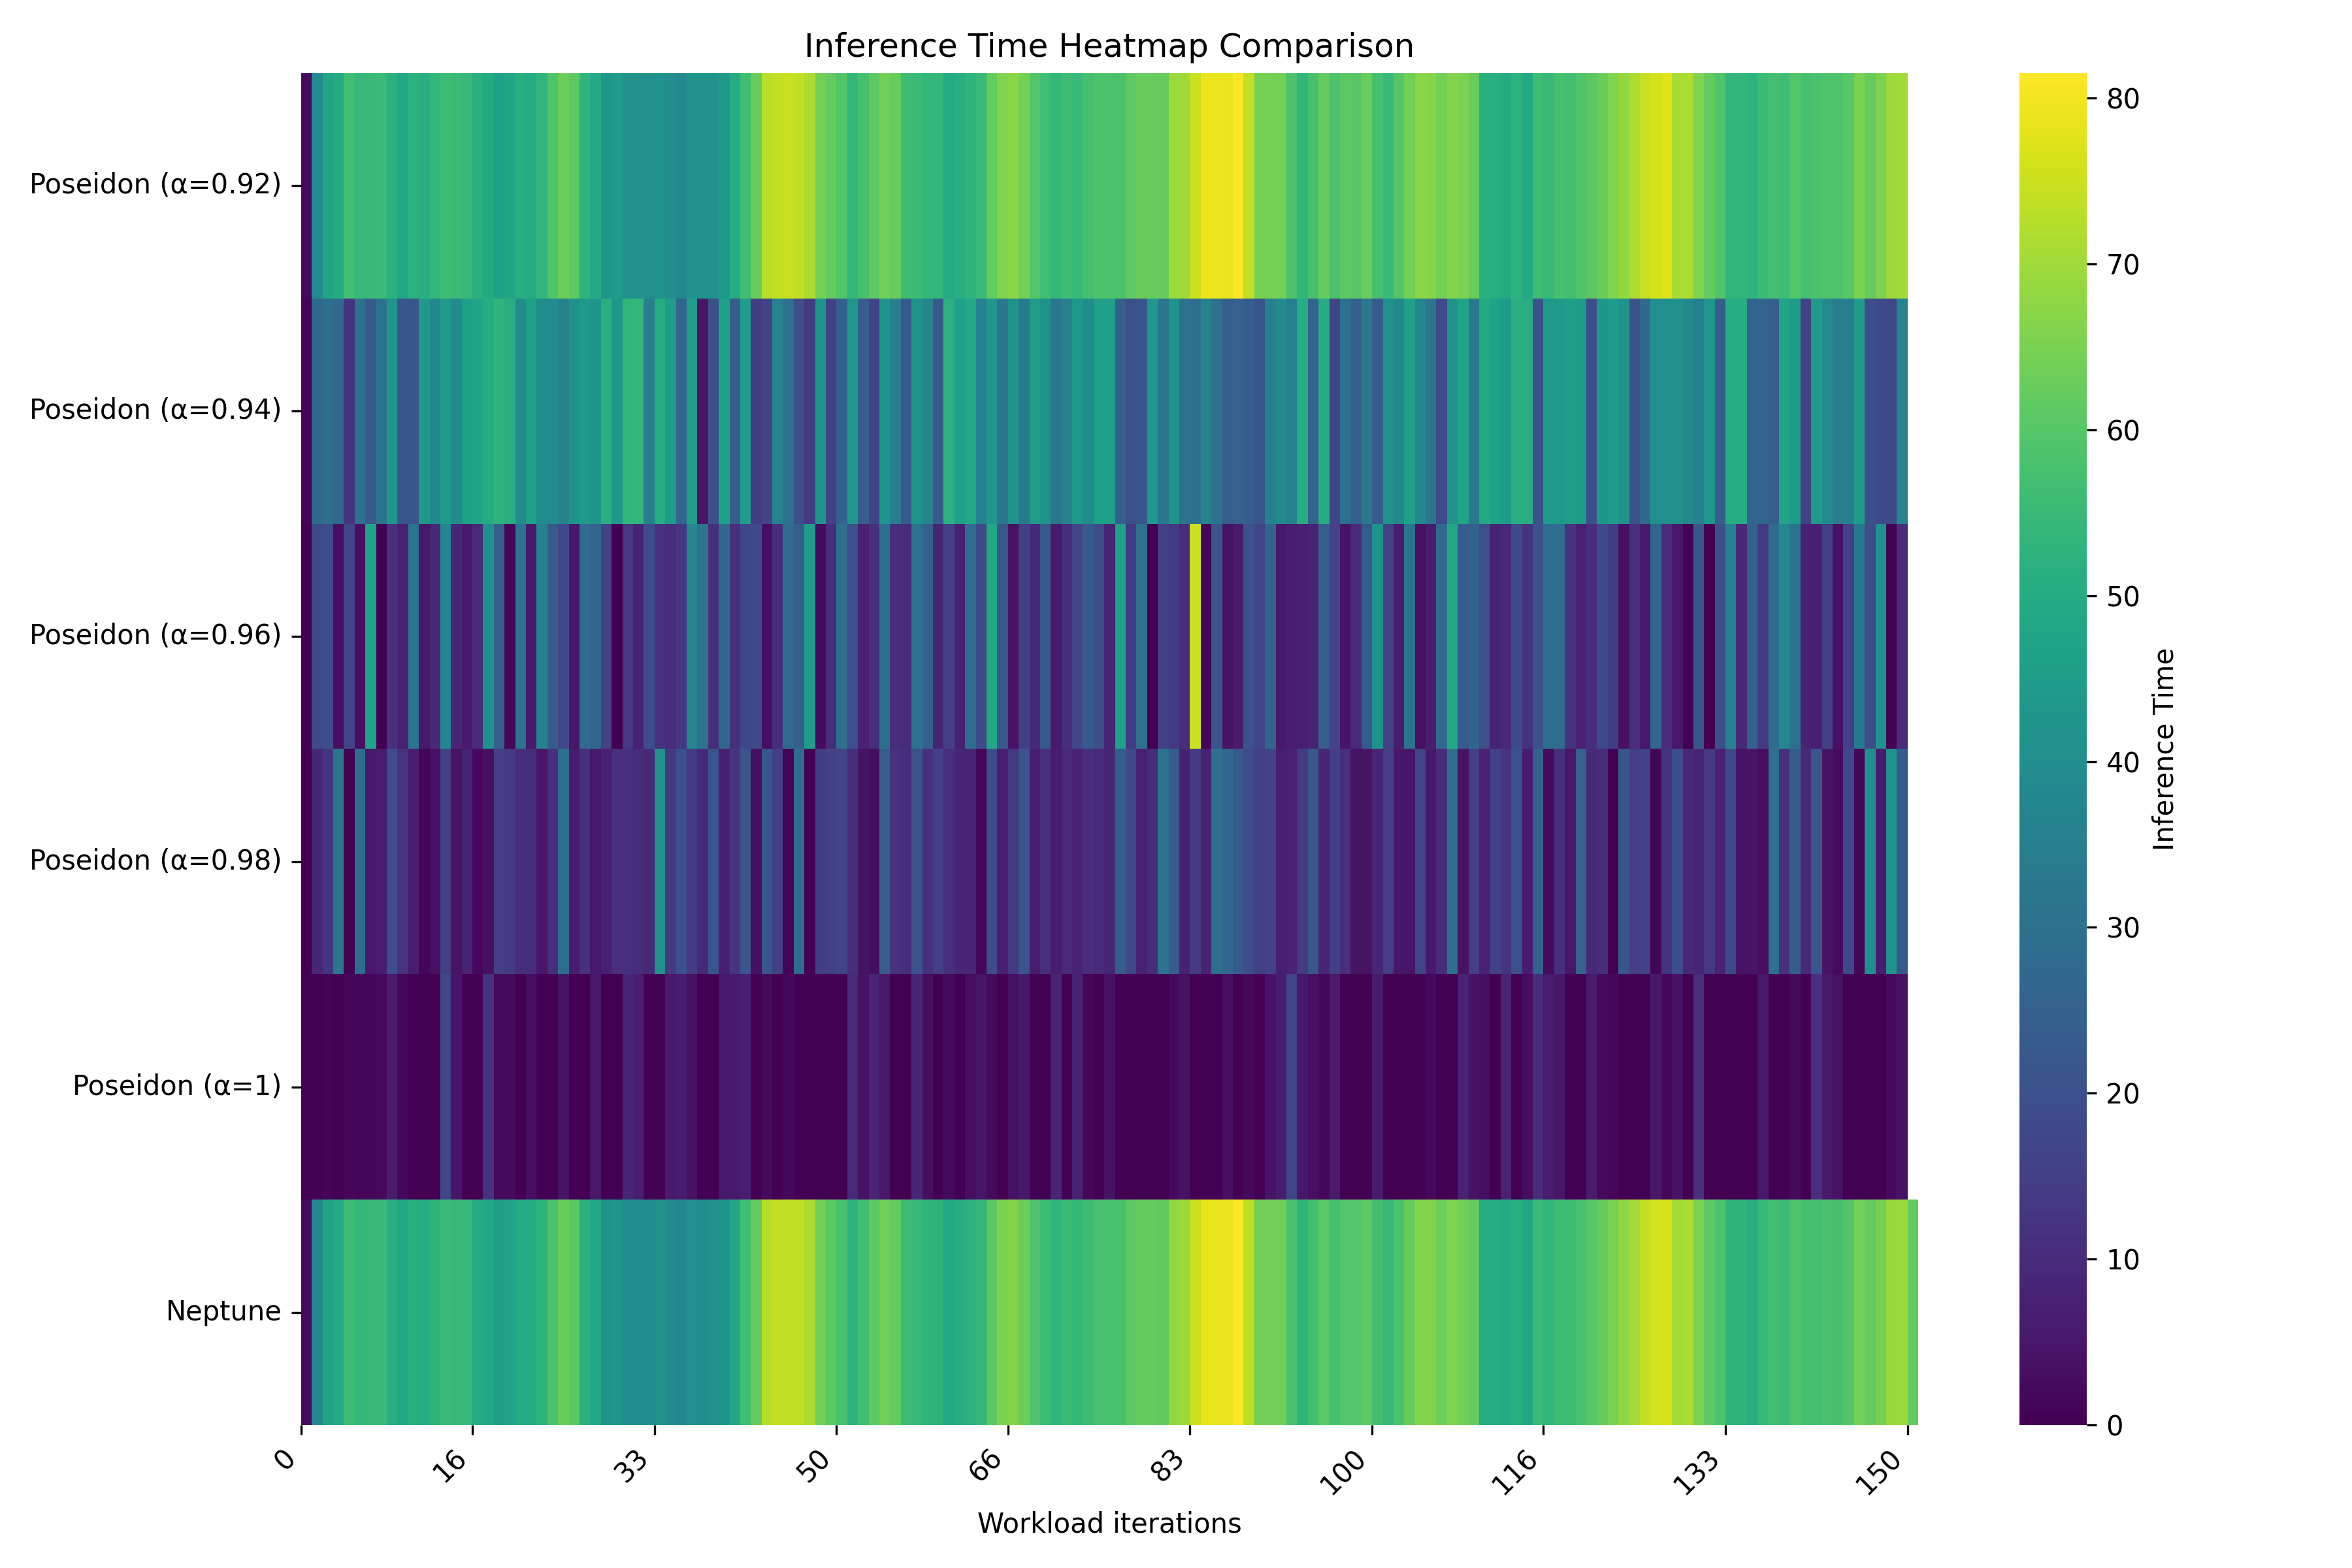 Inference Time Heatmap Comparison
Poseidon (α=0.92)
Poseidon (α=0.94)
Poseidon (α=0.96)
Poseidon (α=0.98)
Poseidon (α=1)
Neptune
0
16
33
50
66
83
100
116
133
150
Workload iterations
80
70
60
50
40
30
20
10
0
Inference Time